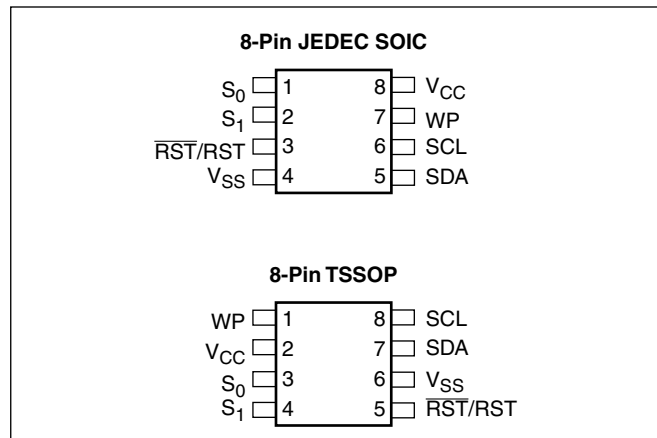 8-Pin JEDEC SOIC
S0 1 8 VCC
S1 2 7 WP
R̅S̅T̅/RST 3 6 SCL
VSS 4 5 SDA
8-Pin TSSOP
WP 1 8 SCL
VCC 2 7 SDA
S0 3 6 VSS
S1 4 5 R̅S̅T̅/RST